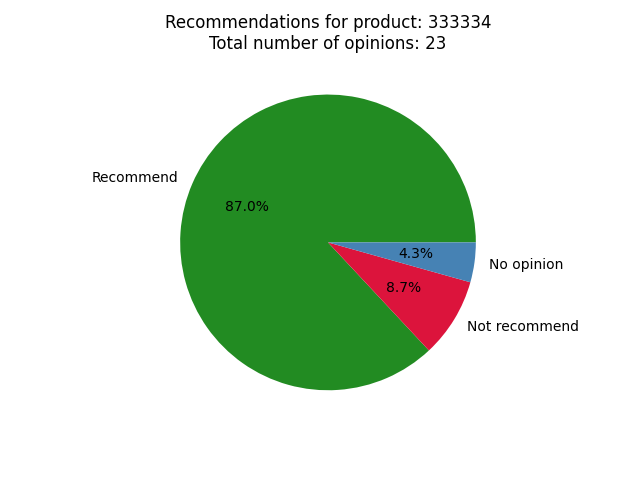 Recommendations for product: 333334
Total number of opinions: 23
Recommend
87.0%
4.3%
No opinion
8.7%
Not recommend